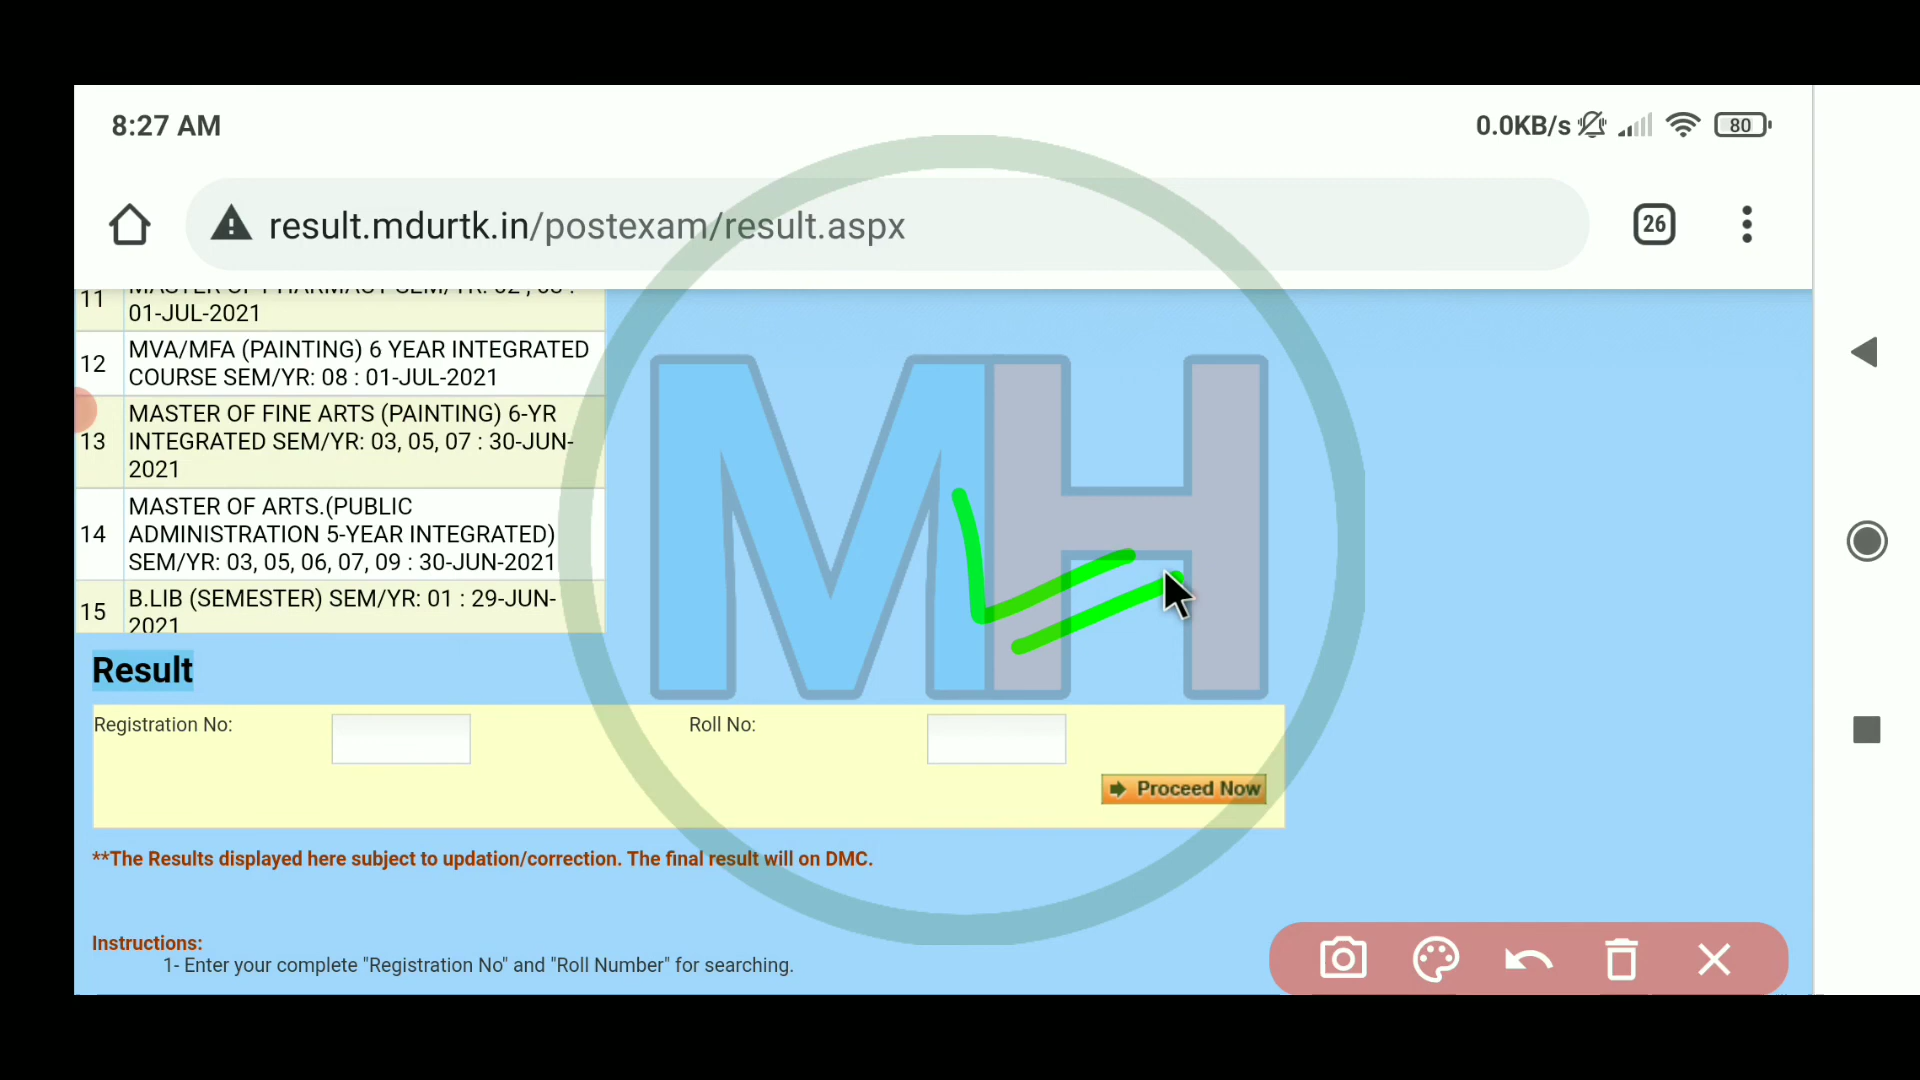 8:27 AM
0.0KB/s
80
result.mdurtk.in/postexam/result.aspx
26
11
01-JUL-2021
12
MVA/MFA (PAINTING) 6 YEAR INTEGRATED
COURSE SEM/YR: 08 : 01-JUL-2021
13
MASTER OF FINE ARTS (PAINTING) 6-YR
INTEGRATED SEM/YR: 03, 05, 07 : 30-JUN-
2021
14
MASTER OF ARTS.(PUBLIC
ADMINISTRATION 5-YEAR INTEGRATED)
SEM/YR: 03, 05, 06, 07, 09 : 30-JUN-2021
15
B.LIB (SEMESTER) SEM/YR: 01 : 29-JUN-
2021
MH
Result
Registration No:
Roll No:
Proceed Now
**The Results displayed here subject to updation/correction. The final result will on DMC.
Instructions:
1- Enter your complete "Registration No" and "Roll Number" for searching.